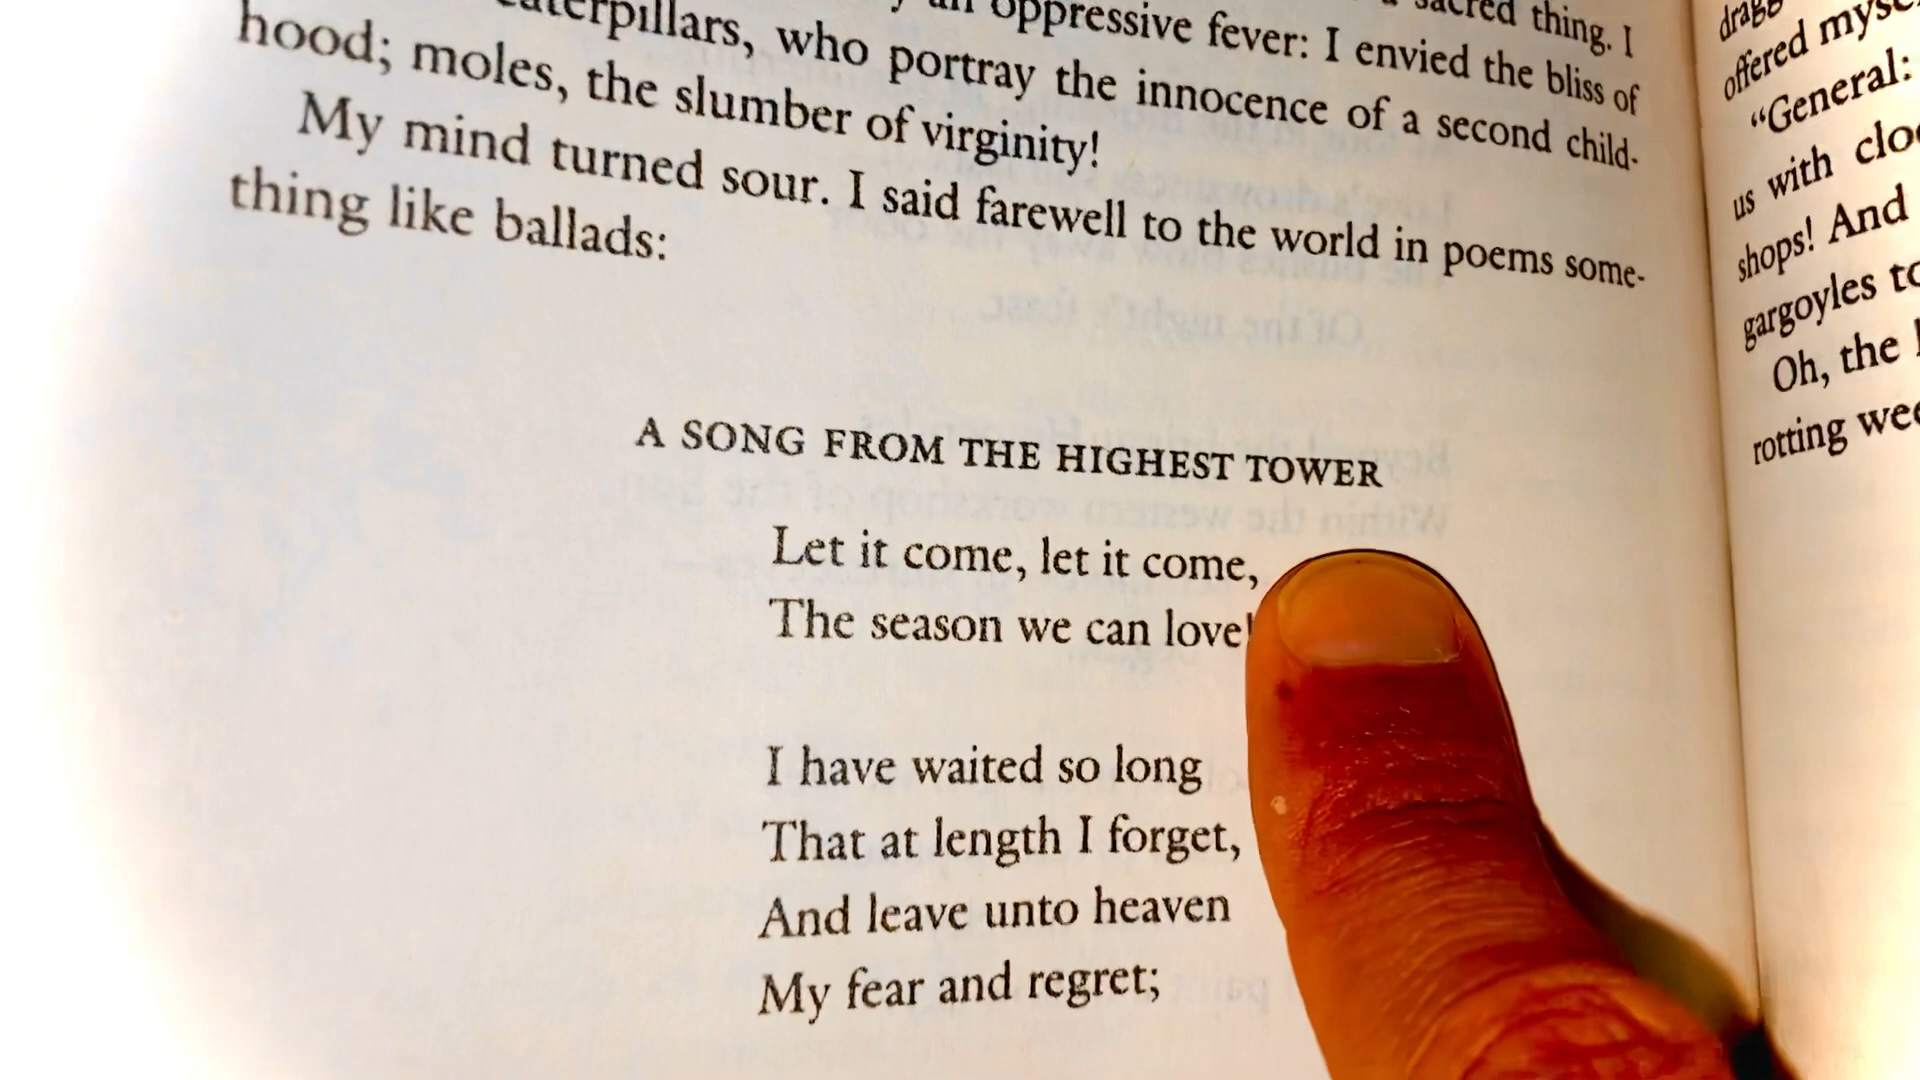 sacred thing. I
an oppressive fever: I envied the bliss of
caterpillars, who portray the innocence of a second child-
hood; moles, the slumber of virginity!
My mind turned sour. I said farewell to the world in poems some-
thing like ballads:
A SONG FROM THE HIGHEST TOWER
Let it come, let it come,
The season we can love!
I have waited so long
That at length I forget,
And leave unto heaven
My fear and regret;
offered
"General:
us with
shops! And
gargoyles
Oh, the
rotting